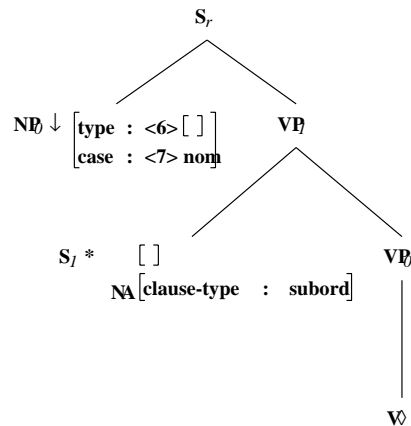 S_r
NP_0 ↓ [type : <6> [ ]
case : <7> nom]
VP_1
S_1 * [ ]
NA [clause-type : subord]
VP_0
V◊